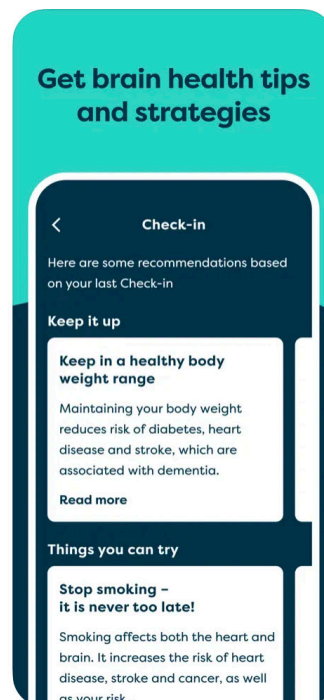 Get brain health tips
and strategies
Check-in
Here are some recommendations based
on your last Check-in
Keep it up
Keep in a healthy body
weight range
Maintaining your body weight
reduces risk of diabetes, heart
disease and stroke, which are
associated with dementia.
Read more
Things you can try
Stop smoking –
it is never too late!
Smoking affects both the heart and
brain. It increases the risk of heart
disease, stroke and cancer, as well
as your risk